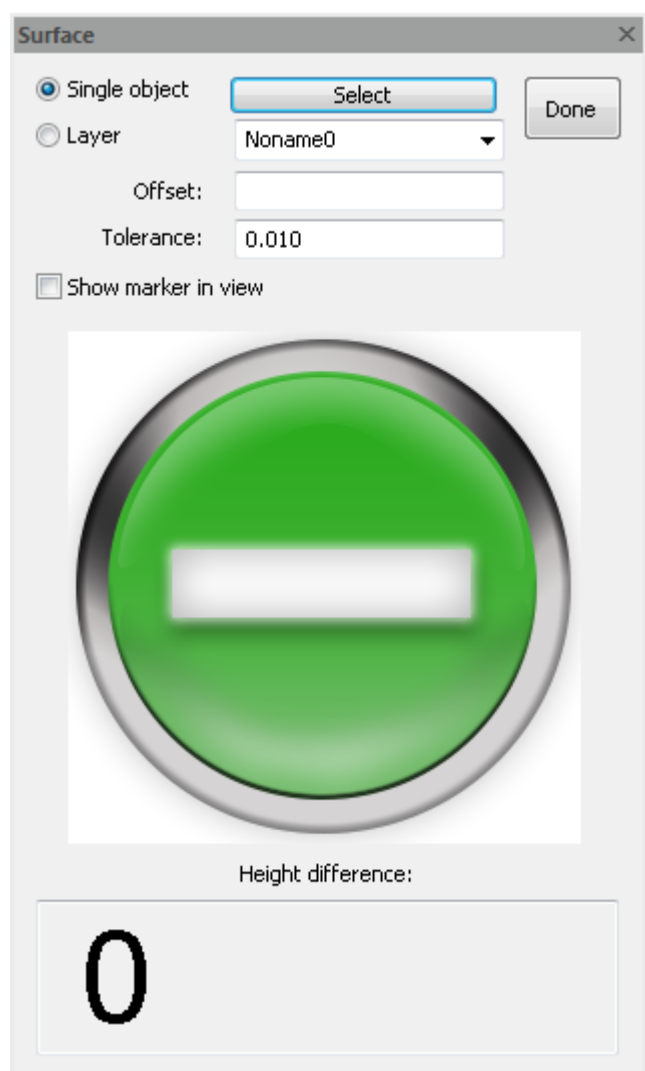 Surface
Single object Select Done
Layer Noname0
Offset:
Tolerance: 0.010
Show marker in view
Height difference:
0